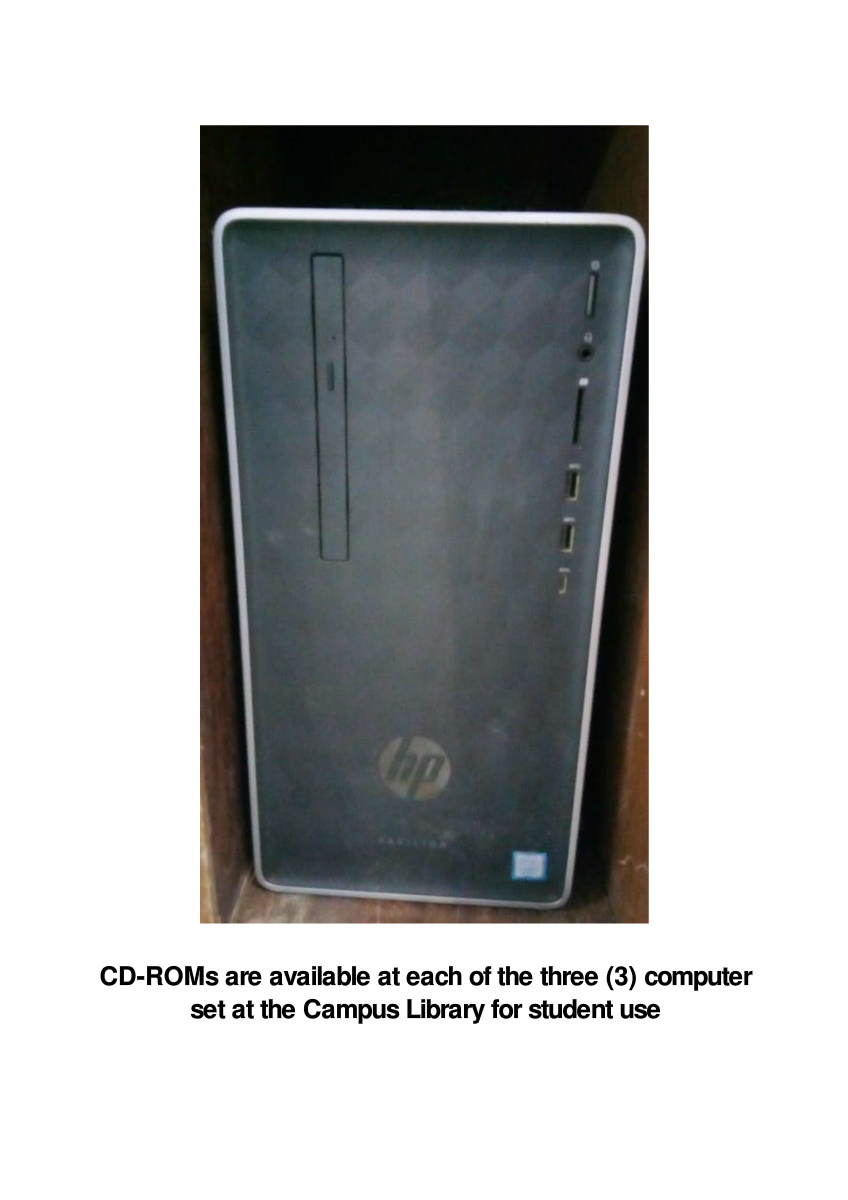 hp
PAVILION
CD-ROMs are available at each of the three (3) computer
set at the Campus Library for student use